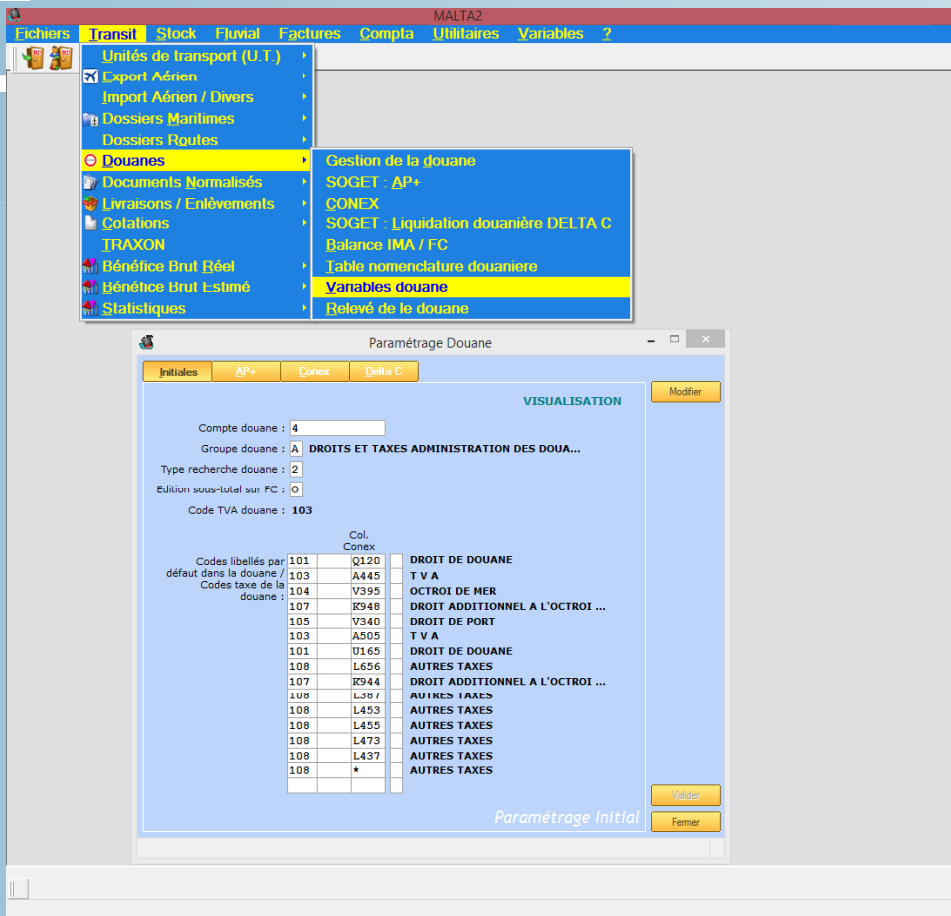 MALTA2
Fichiers Transit Stock Fluvial Factures Compta Utilitaires Variables ?
Unités de transport (U.T.)
Export Aérien
Import Aérien / Divers
Dossiers Maritimes
Dossiers Routes
Douanes
Documents Normalisés
Livraisons / Enlèvements
Cotations
TRAXON
Bénéfice Brut Réel
Bénéfice Brut Estimé
Statistiques
Gestion de la douane
SOGET : AP+
CONEX
SOGET : Liquidation douanière DELTA C
Balance IMA / FC
Table nomenclature douaniere
Variables douane
Relevé de le douane
Paramétrage Douane
Initiales AP+ Conex Delta C
Modifier
VISUALISATION
Compte douane : 4
Groupe douane : A DROITS ET TAXES ADMINISTRATION DES DOUA...
Type recherche douane : 2
Edition sous-total sur FC : O
Code TVA douane : 103
Col.
Conex
Codes libellés par
défaut dans la douane /
Codes taxe de la
douane :
101 Q120 DROIT DE DOUANE
103 A445 T V A
104 V395 OCTROI DE MER
107 K948 DROIT ADDITIONNEL A L'OCTROI ...
105 V340 DROIT DE PORT
103 A505 T V A
101 U165 DROIT DE DOUANE
108 L656 AUTRES TAXES
107 K944 DROIT ADDITIONNEL A L'OCTROI ...
108 L387 AUTRES TAXES
108 L453 AUTRES TAXES
108 L455 AUTRES TAXES
108 L473 AUTRES TAXES
108 L437 AUTRES TAXES
108 * AUTRES TAXES
Valider
Paramétrage Initial
Fermer